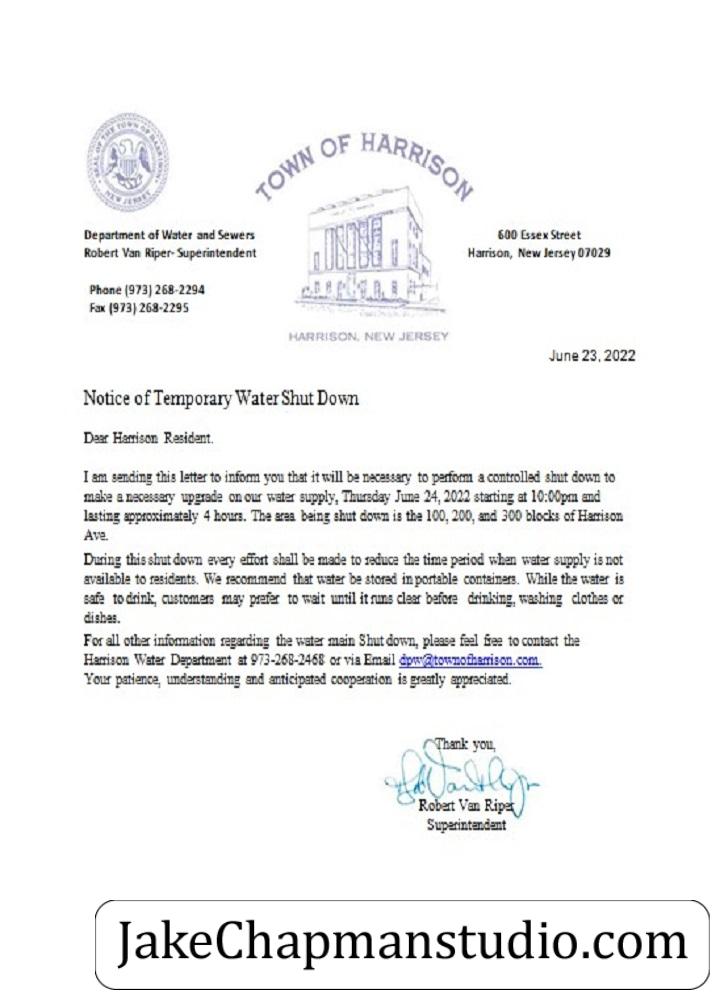 SEAL OF THE TOWN OF HARRISON
NEW JERSEY
TOWN OF HARRISON
Department of Water and Sewers
Robert Van Riper- Superintendent
600 Essex Street
Harrison, New Jersey 07029
Phone (973) 268-2294
Fax (973) 268-2295
HARRISON, NEW JERSEY
June 23, 2022
Notice of Temporary Water Shut Down
Dear Harrison Resident.
I am sending this letter to inform you that it will be necessary to perform a controlled shut down to
make a necessary upgrade on our water supply, Thursday June 24, 2022 starting at 10:00pm and
lasting approximately 4 hours. The area being shut down is the 100, 200, and 300 blocks of Harrison
Ave.
During this shut down every effort shall be made to reduce the time period when water supply is not
available to residents. We recommend that water be stored in portable containers. While the water is
safe to drink, customers may prefer to wait until it runs clear before drinking, washing clothes or
dishes.
For all other information regarding the water main Shut down, please feel free to contact the
Harrison Water Department at 973-268-2468 or via Email dpw@townofharrison.com.
Your patience, understanding and anticipated cooperation is greatly appreciated.
Thank you,
Robert Van Riper
Superintendent
JakeChapmanstudio.com